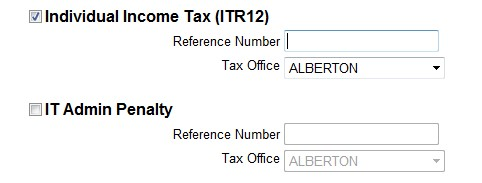 Individual Income Tax (ITR12)
Reference Number
Tax Office ALBERTON
IT Admin Penalty
Reference Number
Tax Office ALBERTON